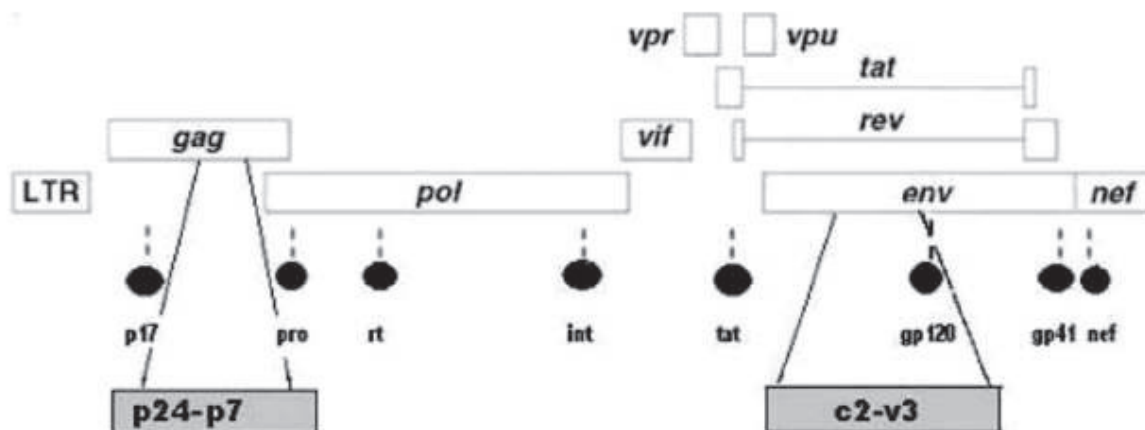 vpr vpu
tat
gag vif rev
LTR pol env nef
p17 pro rt int tat gp120 gp41 nef
p24-p7 c2-v3